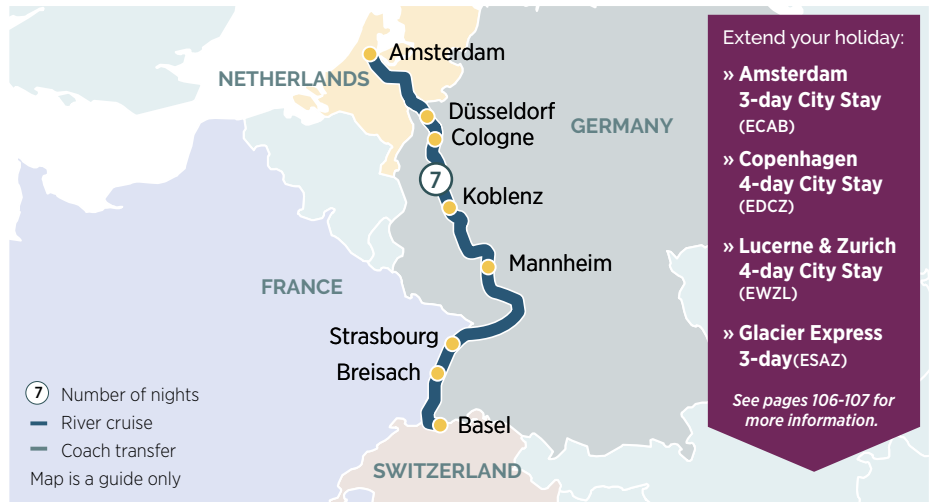 Amsterdam
NETHERLANDS
Düsseldorf
Cologne
GERMANY
7
Koblenz
Mannheim
FRANCE
Strasbourg
Breisach
Basel
SWITZERLAND
7 Number of nights
River cruise
Coach transfer
Map is a guide only
Extend your holiday:
» Amsterdam
3-day City Stay
(ECAB)
» Copenhagen
4-day City Stay
(EDCZ)
» Lucerne & Zurich
4-day City Stay
(EWZL)
» Glacier Express
3-day(ESAZ)
See pages 106-107 for
more information.